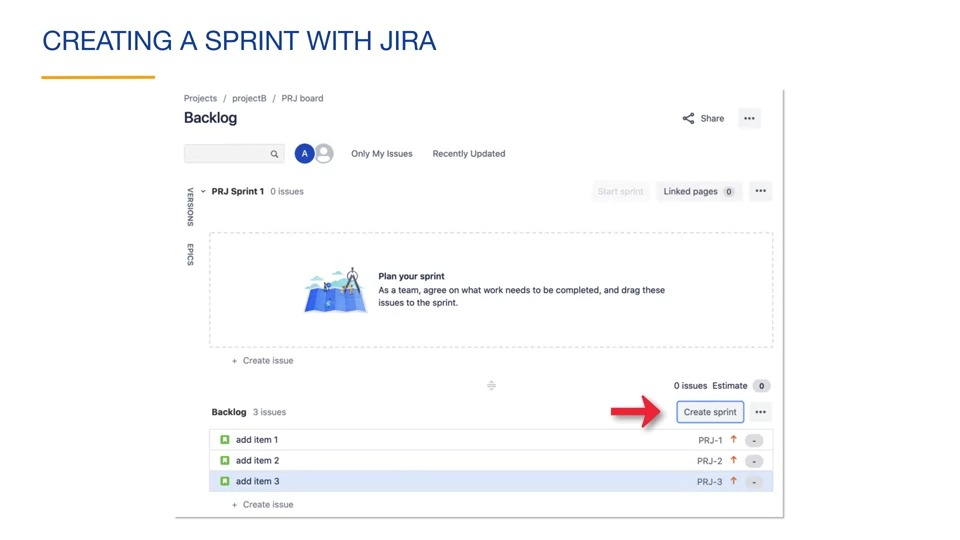 CREATING A SPRINT WITH JIRA
Projects / projectB / PRJ board
Backlog
Share
A
Only My Issues
Recently Updated
VERSIONS
EPICS
PRJ Sprint 1 0 issues
Start sprint
Linked pages 0
Plan your sprint
As a team, agree on what work needs to be completed, and drag these
issues to the sprint.
+ Create issue
0 issues Estimate 0
Backlog 3 issues
Create sprint
add item 1 PRJ-1 -
add item 2 PRJ-2 -
add item 3 PRJ-3 -
+ Create issue